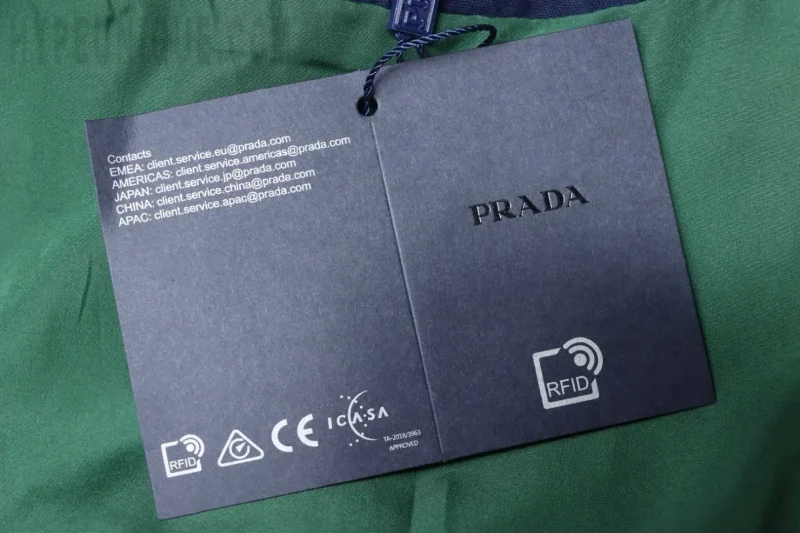 Contacts
EMEA: client.service.eu@prada.com
AMERICAS: client.service.americas@prada.com
JAPAN: client.service.jp@prada.com
CHINA: client.service.china@prada.com
APAC: client.service.apac@prada.com
RFID
CE
ICASA
TA-2018/3963
APPROVED
PRADA
RFID